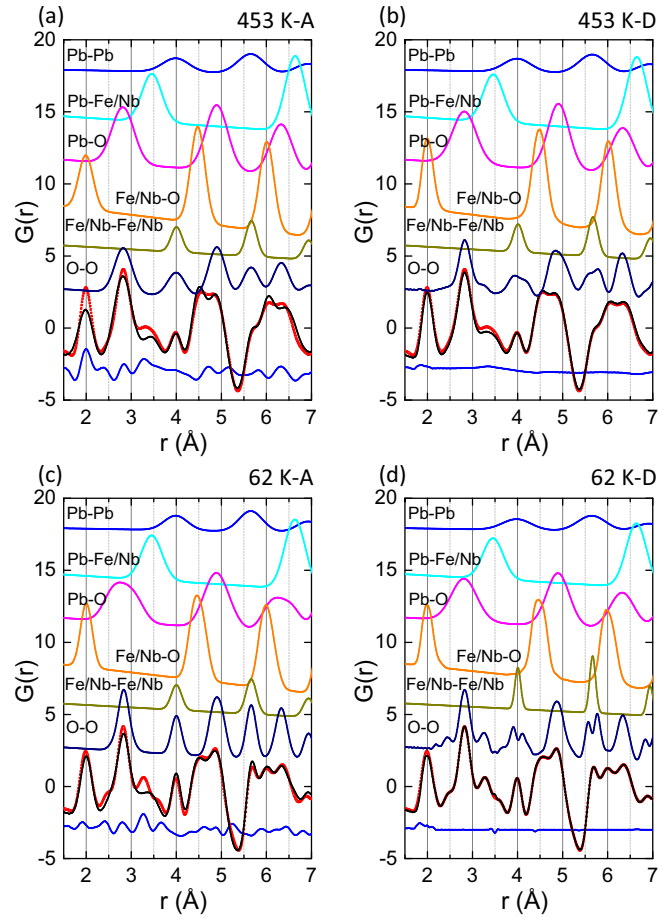 (a) 453 K-A
20
Pb-Pb
Pb-Fe/Nb
15
Pb-O
10
Fe/Nb-O
Fe/Nb-Fe/Nb
5
O-O
0
-5
G(r)
2 3 4 5 6 7
r (Å)
(b) 453 K-D
20
Pb-Pb
Pb-Fe/Nb
15
Pb-O
10
Fe/Nb-O
Fe/Nb-Fe/Nb
5
O-O
0
-5
G(r)
2 3 4 5 6 7
r (Å)
(c) 62 K-A
20
Pb-Pb
Pb-Fe/Nb
15
Pb-O
10
Fe/Nb-O
Fe/Nb-Fe/Nb
5
O-O
0
-5
G(r)
2 3 4 5 6 7
r (Å)
(d) 62 K-D
20
Pb-Pb
Pb-Fe/Nb
15
Pb-O
10
Fe/Nb-O
Fe/Nb-Fe/Nb
5
O-O
0
-5
G(r)
2 3 4 5 6 7
r (Å)